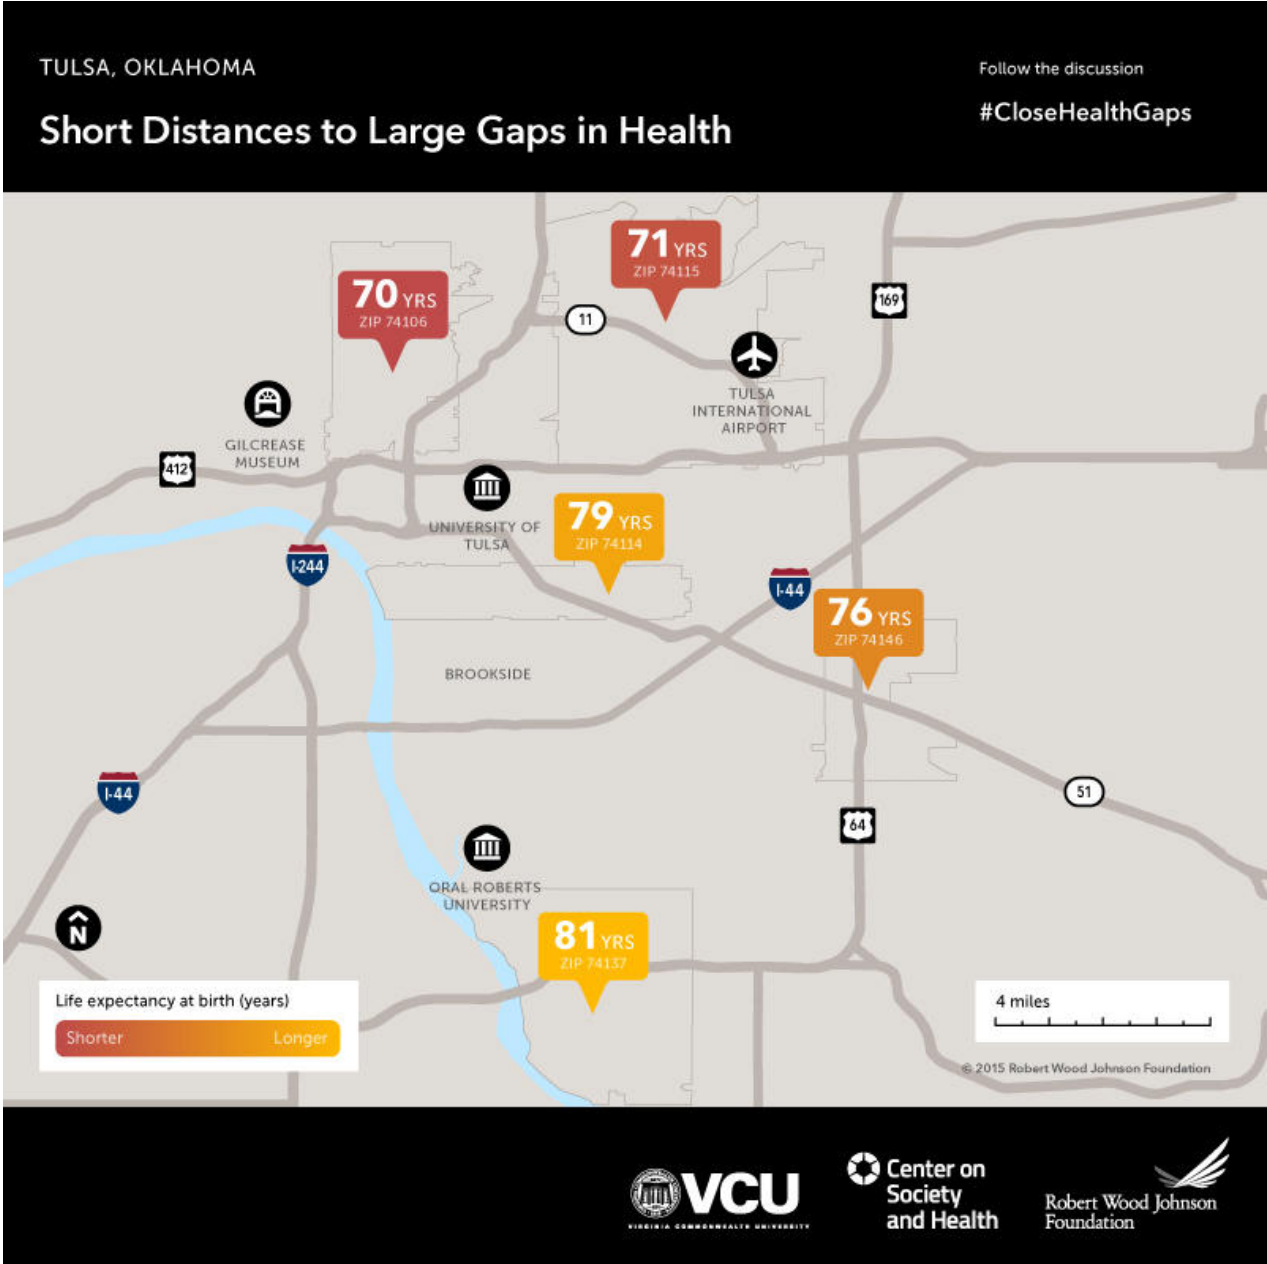 TULSA, OKLAHOMA
Short Distances to Large Gaps in Health
Follow the discussion
#CloseHealthGaps
71 YRS
ZIP 74115
70 YRS
ZIP 74106
169
11
TULSA
INTERNATIONAL
AIRPORT
GILCREASE
MUSEUM
412
79 YRS
ZIP 74114
UNIVERSITY OF
TULSA
I-244
I-44
76 YRS
ZIP 74146
BROOKSIDE
I-44
51
64
ORAL ROBERTS
UNIVERSITY
N
81 YRS
ZIP 74137
Life expectancy at birth (years)
Shorter
Longer
4 miles
© 2015 Robert Wood Johnson Foundation
VCU
VIRGINIA COMMONWEALTH UNIVERSITY
Center on
Society
and Health
Robert Wood Johnson
Foundation